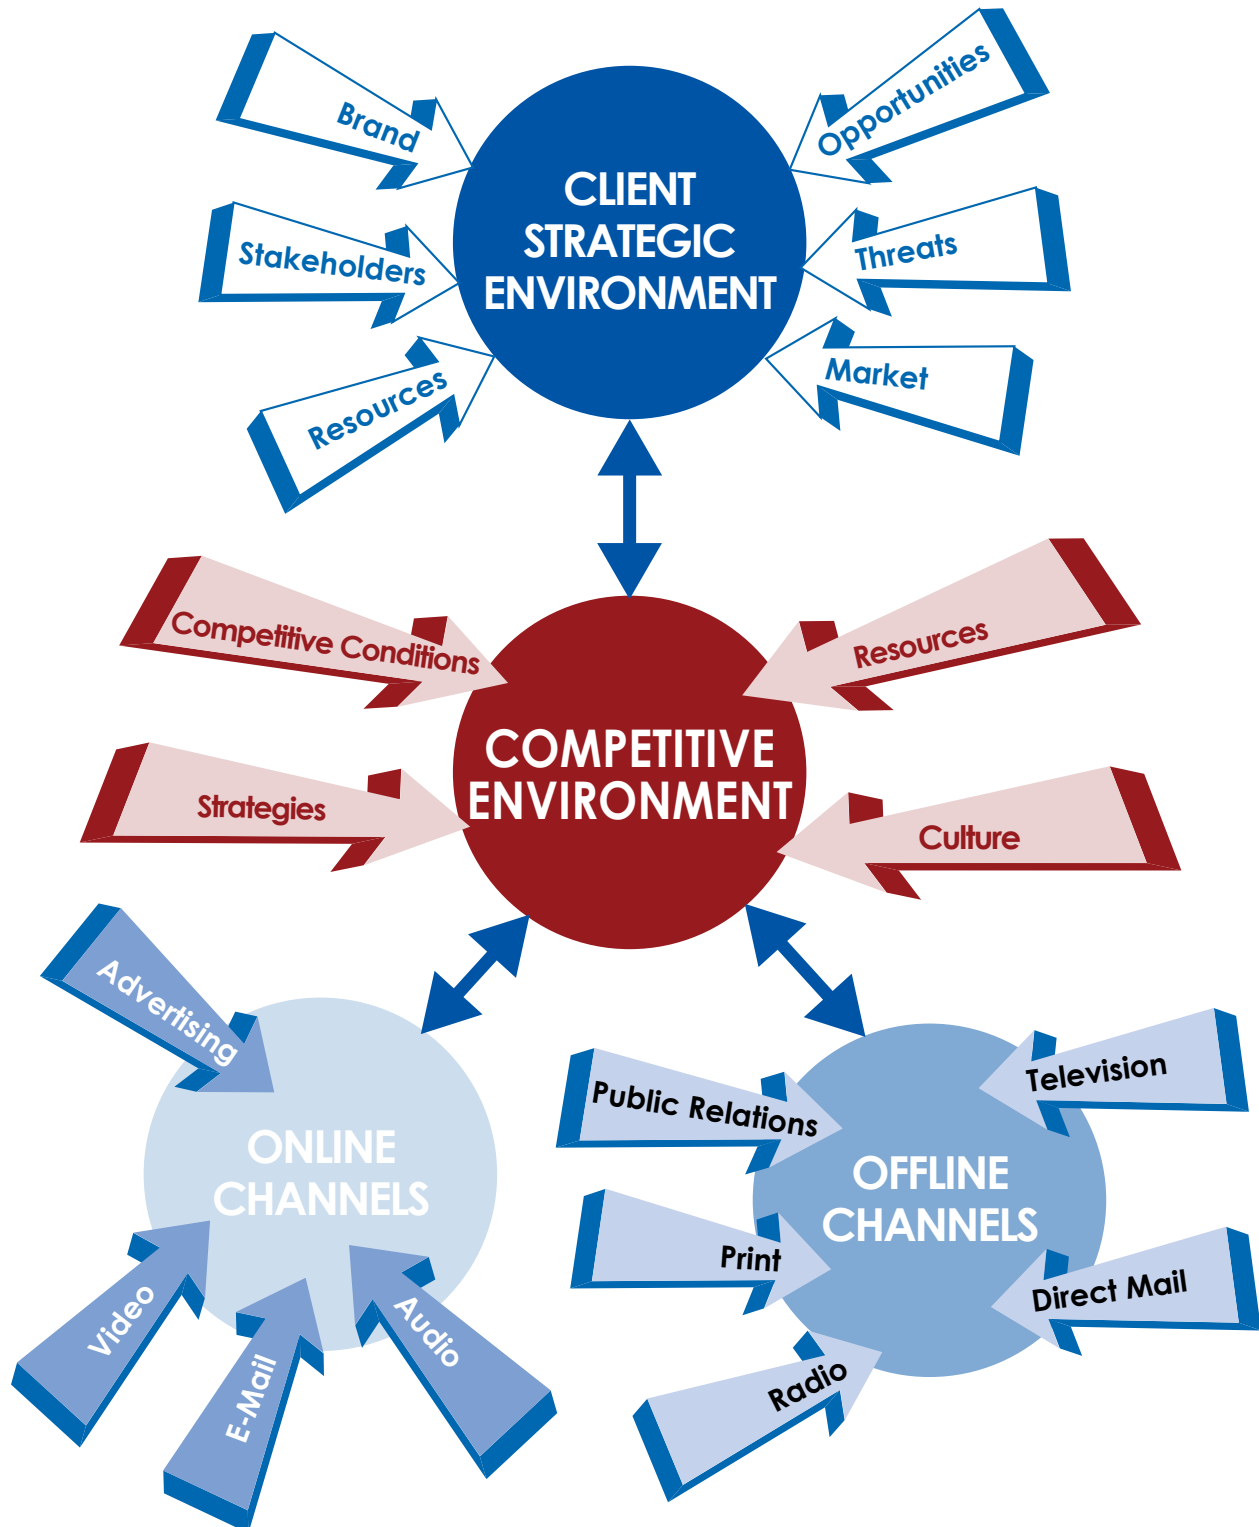 Brand
Opportunities
CLIENT
STRATEGIC
ENVIRONMENT
Stakeholders
Threats
Resources
Market
Competitive Conditions
Resources
COMPETITIVE
ENVIRONMENT
Strategies
Culture
Advertising
ONLINE
CHANNELS
Video
E-Mail
Audio
Public Relations
Television
OFFLINE
CHANNELS
Print
Direct Mail
Radio